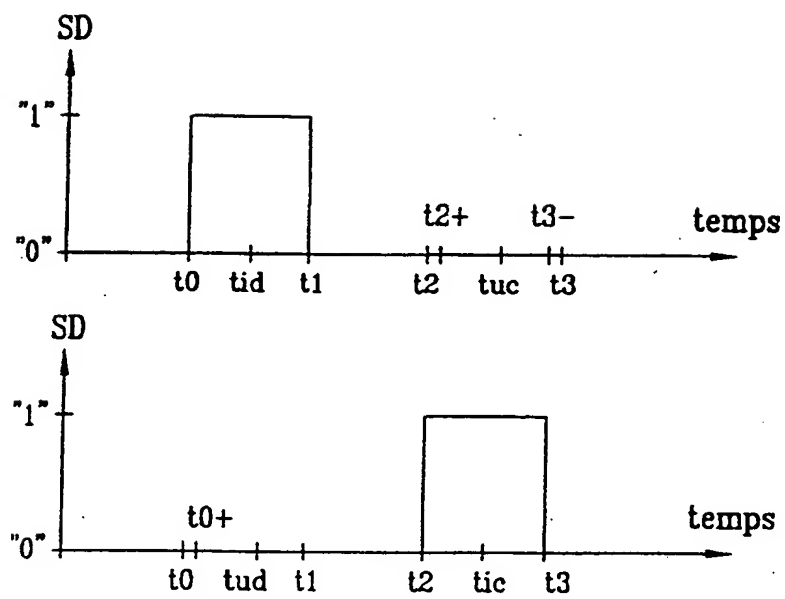 SD
"1"
t2+ t3-
temps
"0"
t0 tid t1 t2 tuc t3
SD
"1"
t0+
temps
"0"
t0 tud t1 t2 tic t3